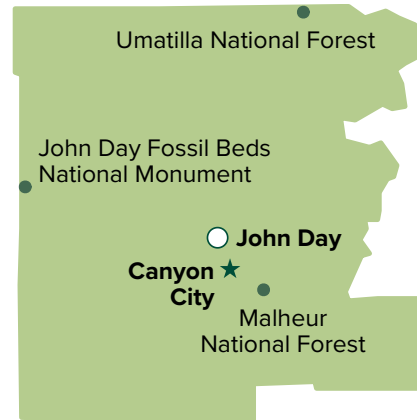 Umatilla National Forest
John Day Fossil Beds
National Monument
John Day
Canyon
City
Malheur
National Forest